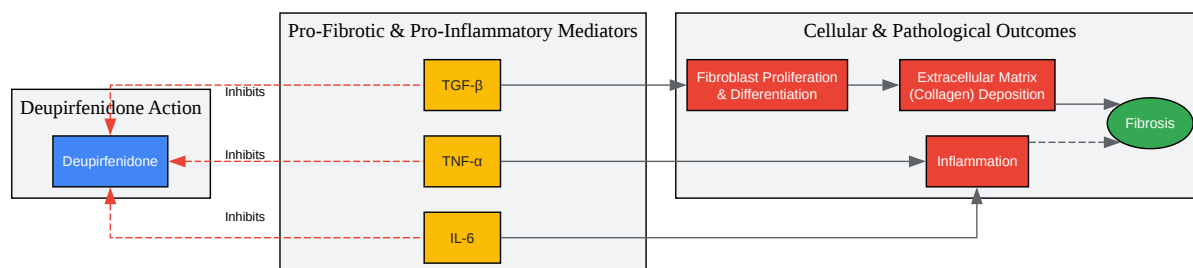 Deupirfenidone Action
Deupirfenidone
Inhibits
Inhibits
Inhibits
Pro-Fibrotic & Pro-Inflammatory Mediators
TGF-β
TNF-α
IL-6
Cellular & Pathological Outcomes
Fibroblast Proliferation
& Differentiation
Extracellular Matrix
(Collagen) Deposition
Inflammation
Fibrosis